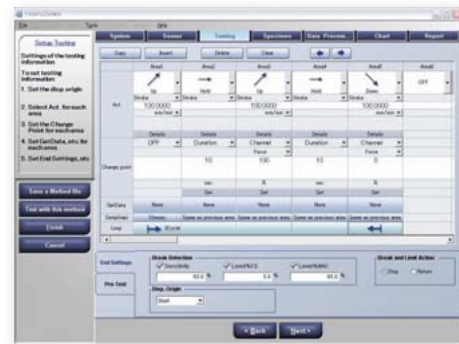 System Sensor Testing Specimen Data Process... Chart Report
Setup Testing
Settings of the testing information
To set testing information
1. Set the disp. origin
2. Select Act. for each area
3. Set the Change Point for each area
4. Set GetData, etc. for each area
5. Set End Settings, etc
Copy Insert Delete Clear
Area1 Area2 Area3 Area4 Area5 Area6
Act.
Up Hold Up Hold Down OFF
Stroke Stroke Stroke Stroke Stroke
100.0000 100.0000 100.0000
mm/min mm/min mm/min
Details Details Details Details Details
OFF Duration Channel Duration Channel
Force
Change point
10 100 10 0
sec N sec N
Set Set Set Set
GetData None None None None None
Samplings 10msec Same as previous area Same as previous area Same as previous area Same as previous area
Loop 2Cycle
Save a Method file
Test with this method
Finish
Cancel
End Settings
Pre Test
Break Detection
Sensitivity Level(%FS) Level(%MAX)
%
%
%
Break and Limit Action
Stop Return
Disp. Origin
Start
< Back Next >